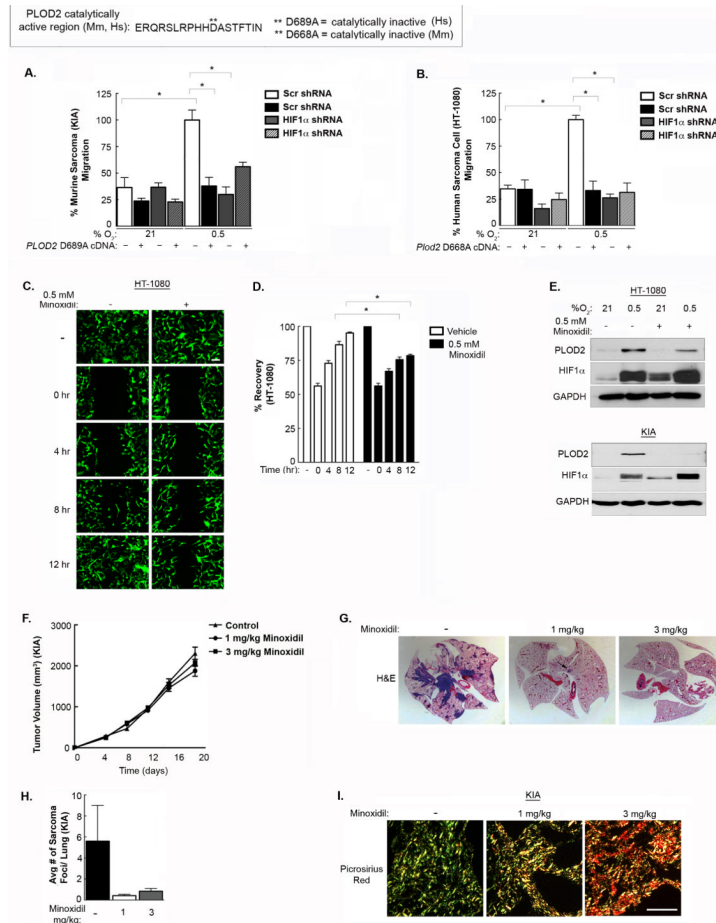 PLOD2 catalytically
active region (Mm, Hs): ERQRSLRPHHDASTFTIN
**
** D689A = catalytically inactive (Hs)
** D668A = catalytically inactive (Mm)
A.
% Murine Sarcoma (KIA)
Migration
125
100
75
50
25
0
*
*
*
Scr shRNA
Scr shRNA
HIF1α shRNA
HIF1α shRNA
% O2: 21 0.5
PLOD2 D689A cDNA: – + – + – + – +
B.
% Human Sarcoma Cell (HT-1080)
Migration
125
100
75
50
25
0
*
*
*
Scr shRNA
Scr shRNA
HIF1α shRNA
HIF1α shRNA
% O2: 21 0.5
Plod2 D668A cDNA: – + – + – + – +
C.
HT-1080
0.5 mM
Minoxidil: - +
-
0 hr
4 hr
8 hr
12 hr
D.
% Recovery
(HT-1080)
100
75
50
25
0
*
*
Vehicle
0.5 mM
Minoxidil
Time (hr): - 0 4 8 12 - 0 4 8 12
E.
HT-1080
%O2: 21 0.5 21 0.5
0.5 mM
Minoxidil: - - + +
PLOD2
HIF1α
GAPDH
KIA
PLOD2
HIF1α
GAPDH
F.
Tumor Volume (mm3) (KIA)
3000
2000
1000
0
0 4 8 12 16 20
Time (days)
Control
1 mg/kg Minoxidil
3 mg/kg Minoxidil
G.
Minoxidil: - 1 mg/kg 3 mg/kg
H&E
H.
Avg # of Sarcoma
Foci/ Lung (KIA)
10
8
6
4
2
0
Minoxidil
mg/kg: - 1 3
I.
KIA
Minoxidil: - 1 mg/kg 3 mg/kg
Picrosirius
Red